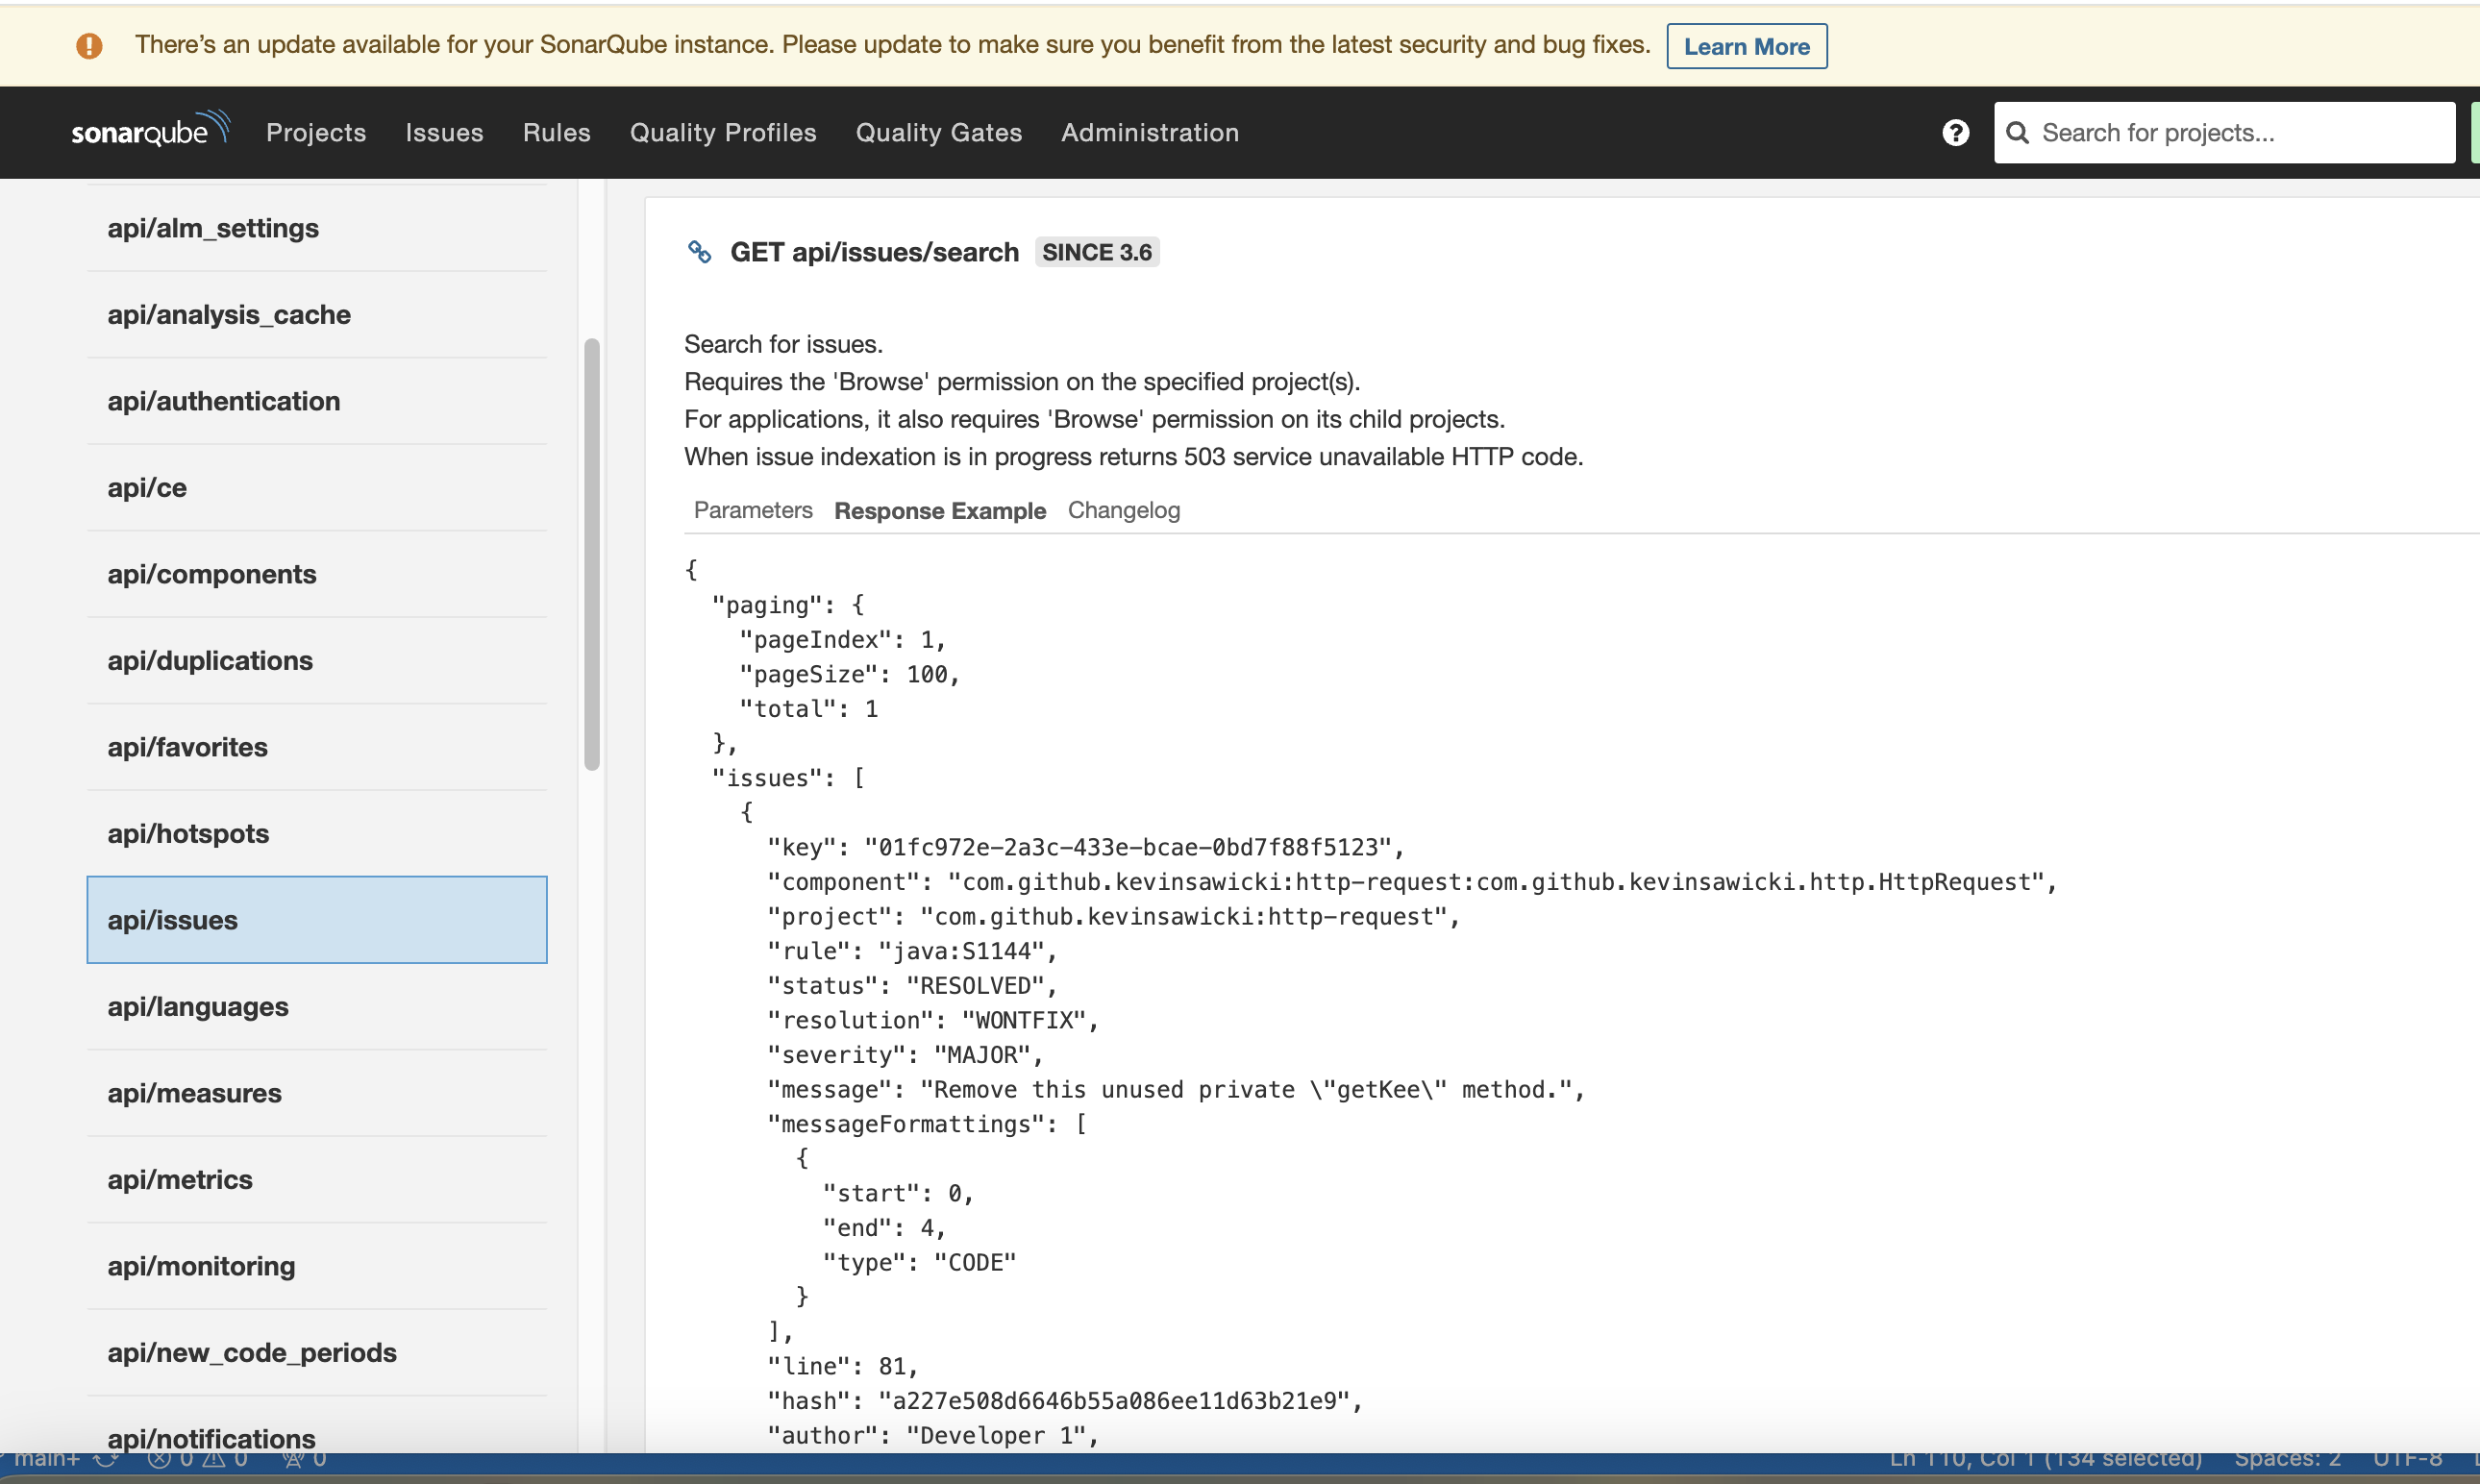 There’s an update available for your SonarQube instance. Please update to make sure you benefit from the latest security and bug fixes. Learn More
sonarqube Projects Issues Rules Quality Profiles Quality Gates Administration Search for projects...
api/alm_settings
api/analysis_cache
api/authentication
api/ce
api/components
api/duplications
api/favorites
api/hotspots
api/issues
api/languages
api/measures
api/metrics
api/monitoring
api/new_code_periods
api/notifications
GET api/issues/search SINCE 3.6
Search for issues.
Requires the 'Browse' permission on the specified project(s).
For applications, it also requires 'Browse' permission on its child projects.
When issue indexation is in progress returns 503 service unavailable HTTP code.
Parameters Response Example Changelog
{
"paging": {
"pageIndex": 1,
"pageSize": 100,
"total": 1
},
"issues": [
{
"key": "01fc972e-2a3c-433e-bcae-0bd7f88f5123",
"component": "com.github.kevinsawicki:http-request:com.github.kevinsawicki.http.HttpRequest",
"project": "com.github.kevinsawicki:http-request",
"rule": "java:S1144",
"status": "RESOLVED",
"resolution": "WONTFIX",
"severity": "MAJOR",
"message": "Remove this unused private \"getKee\" method.",
"messageFormattings": [
{
"start": 0,
"end": 4,
"type": "CODE"
}
],
"line": 81,
"hash": "a227e508d6646b55a086ee11d63b21e9",
"author": "Developer 1",
main+ 0 0 0 Ln 110, Col 1 (134 selected) Spaces: 2 UTF-8